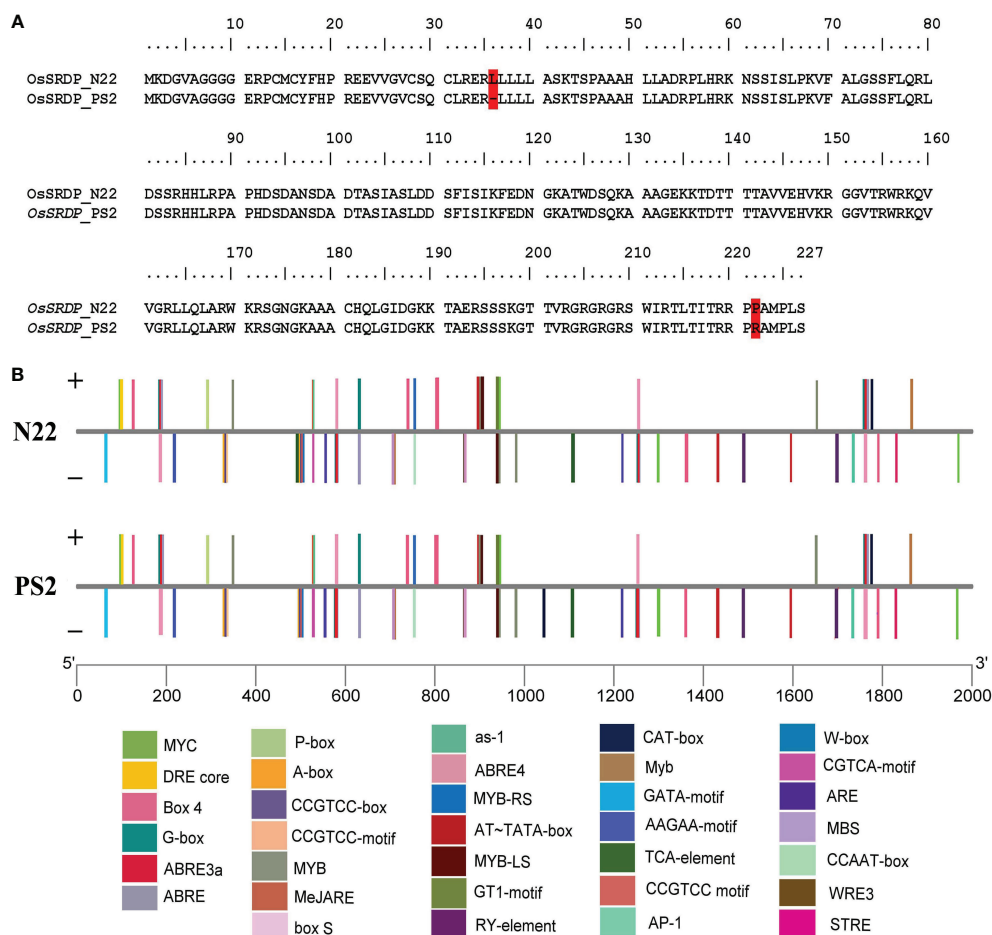 A
10 20 30 40 50 60 70 80
OsSRDP_N22 MKDGVAGGGG ERPCMCYFHP REEVVGVCSQ CLRERLLLLL ASKTSPAAAH LLADRPLHRK NSSISLPKVF ALGSSFLQRL
OsSRDP_PS2 MKDGVAGGGG ERPCMCYFHP REEVVGVCSQ CLRER-LLLL ASKTSPAAAH LLADRPLHRK NSSISLPKVF ALGSSFLQRL
90 100 110 120 130 140 150 160
OsSRDP_N22 DSSRHHLRPA PHDSDANSDA DTASIASLDD SFISIKFEDN GKATWDSQKA AAGEKKTDTT TTAVVEHVKR GGVTRWRKQV
OsSRDP_PS2 DSSRHHLRPA PHDSDANSDA DTASIASLDD SFISIKFEDN GKATWDSQKA AAGEKKTDTT TTAVVEHVKR GGVTRWRKQV
170 180 190 200 210 220 227
OsSRDP_N22 VGRLLQLARW KRSGNGKAAA CHQLGIDGKK TAERSSSKGT TVRGRGRGRS WIRTLTITRR PPAMPLS
OsSRDP_PS2 VGRLLQLARW KRSGNGKAAA CHQLGIDGKK TAERSSSKGT TVRGRGRGRS WIRTLTITRR PRAMPLS
B
+
N22
−
+
PS2
−
5' 3'
0 200 400 600 800 1000 1200 1400 1600 1800 2000
MYC
DRE core
Box 4
G-box
ABRE3a
ABRE
P-box
A-box
CCGTCC-box
CCGTCC-motif
MYB
MeJARE
box S
as-1
ABRE4
MYB-RS
AT~TATA-box
MYB-LS
GT1-motif
RY-element
CAT-box
Myb
GATA-motif
AAGAA-motif
TCA-element
CCGTCC motif
AP-1
W-box
CGTCA-motif
ARE
MBS
CCAAT-box
WRE3
STRE